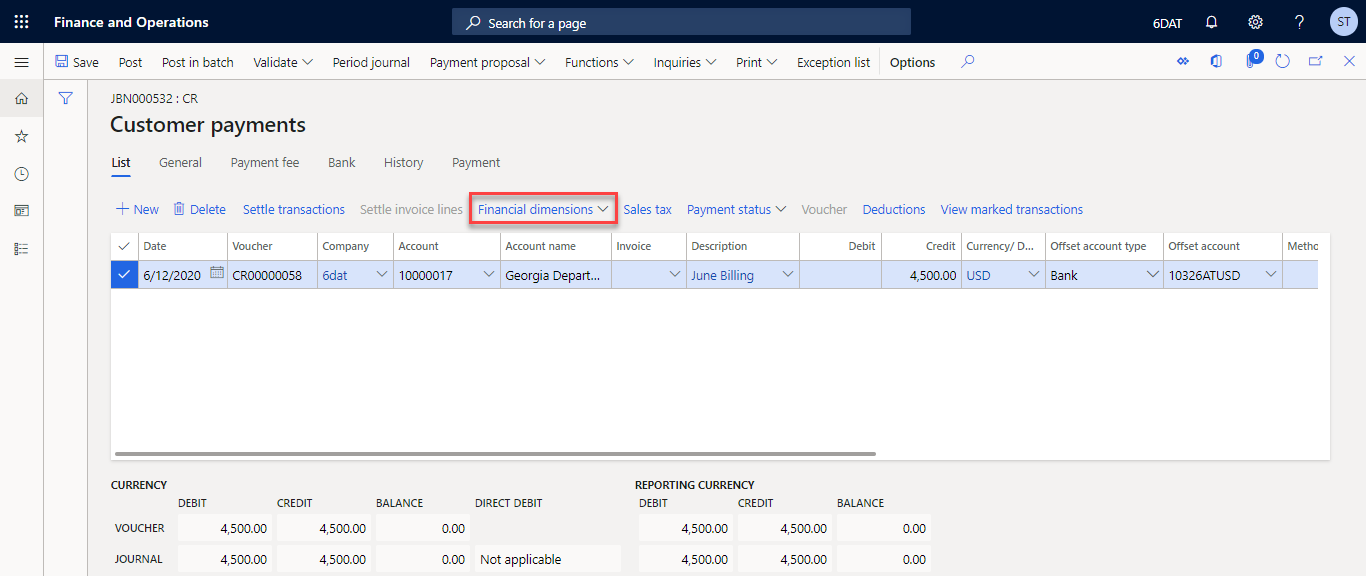 Finance and Operations Search for a page 6DAT ? ST
Save Post Post in batch Validate Period journal Payment proposal Functions Inquiries Print Exception list Options 0
JBN000532 : CR
Customer payments
List General Payment fee Bank History Payment
New Delete Settle transactions Settle invoice lines Financial dimensions Sales tax Payment status Voucher Deductions View marked transactions
Date Voucher Company Account Account name Invoice Description Debit Credit Currency/ D... Offset account type Offset account Metho
6/12/2020 CR00000058 6dat 10000017 Georgia Depart... June Billing 4,500.00 USD Bank 10326ATUSD
CURRENCY REPORTING CURRENCY
DEBIT CREDIT BALANCE DIRECT DEBIT DEBIT CREDIT BALANCE
VOUCHER 4,500.00 4,500.00 0.00 4,500.00 4,500.00 0.00
JOURNAL 4,500.00 4,500.00 0.00 Not applicable 4,500.00 4,500.00 0.00